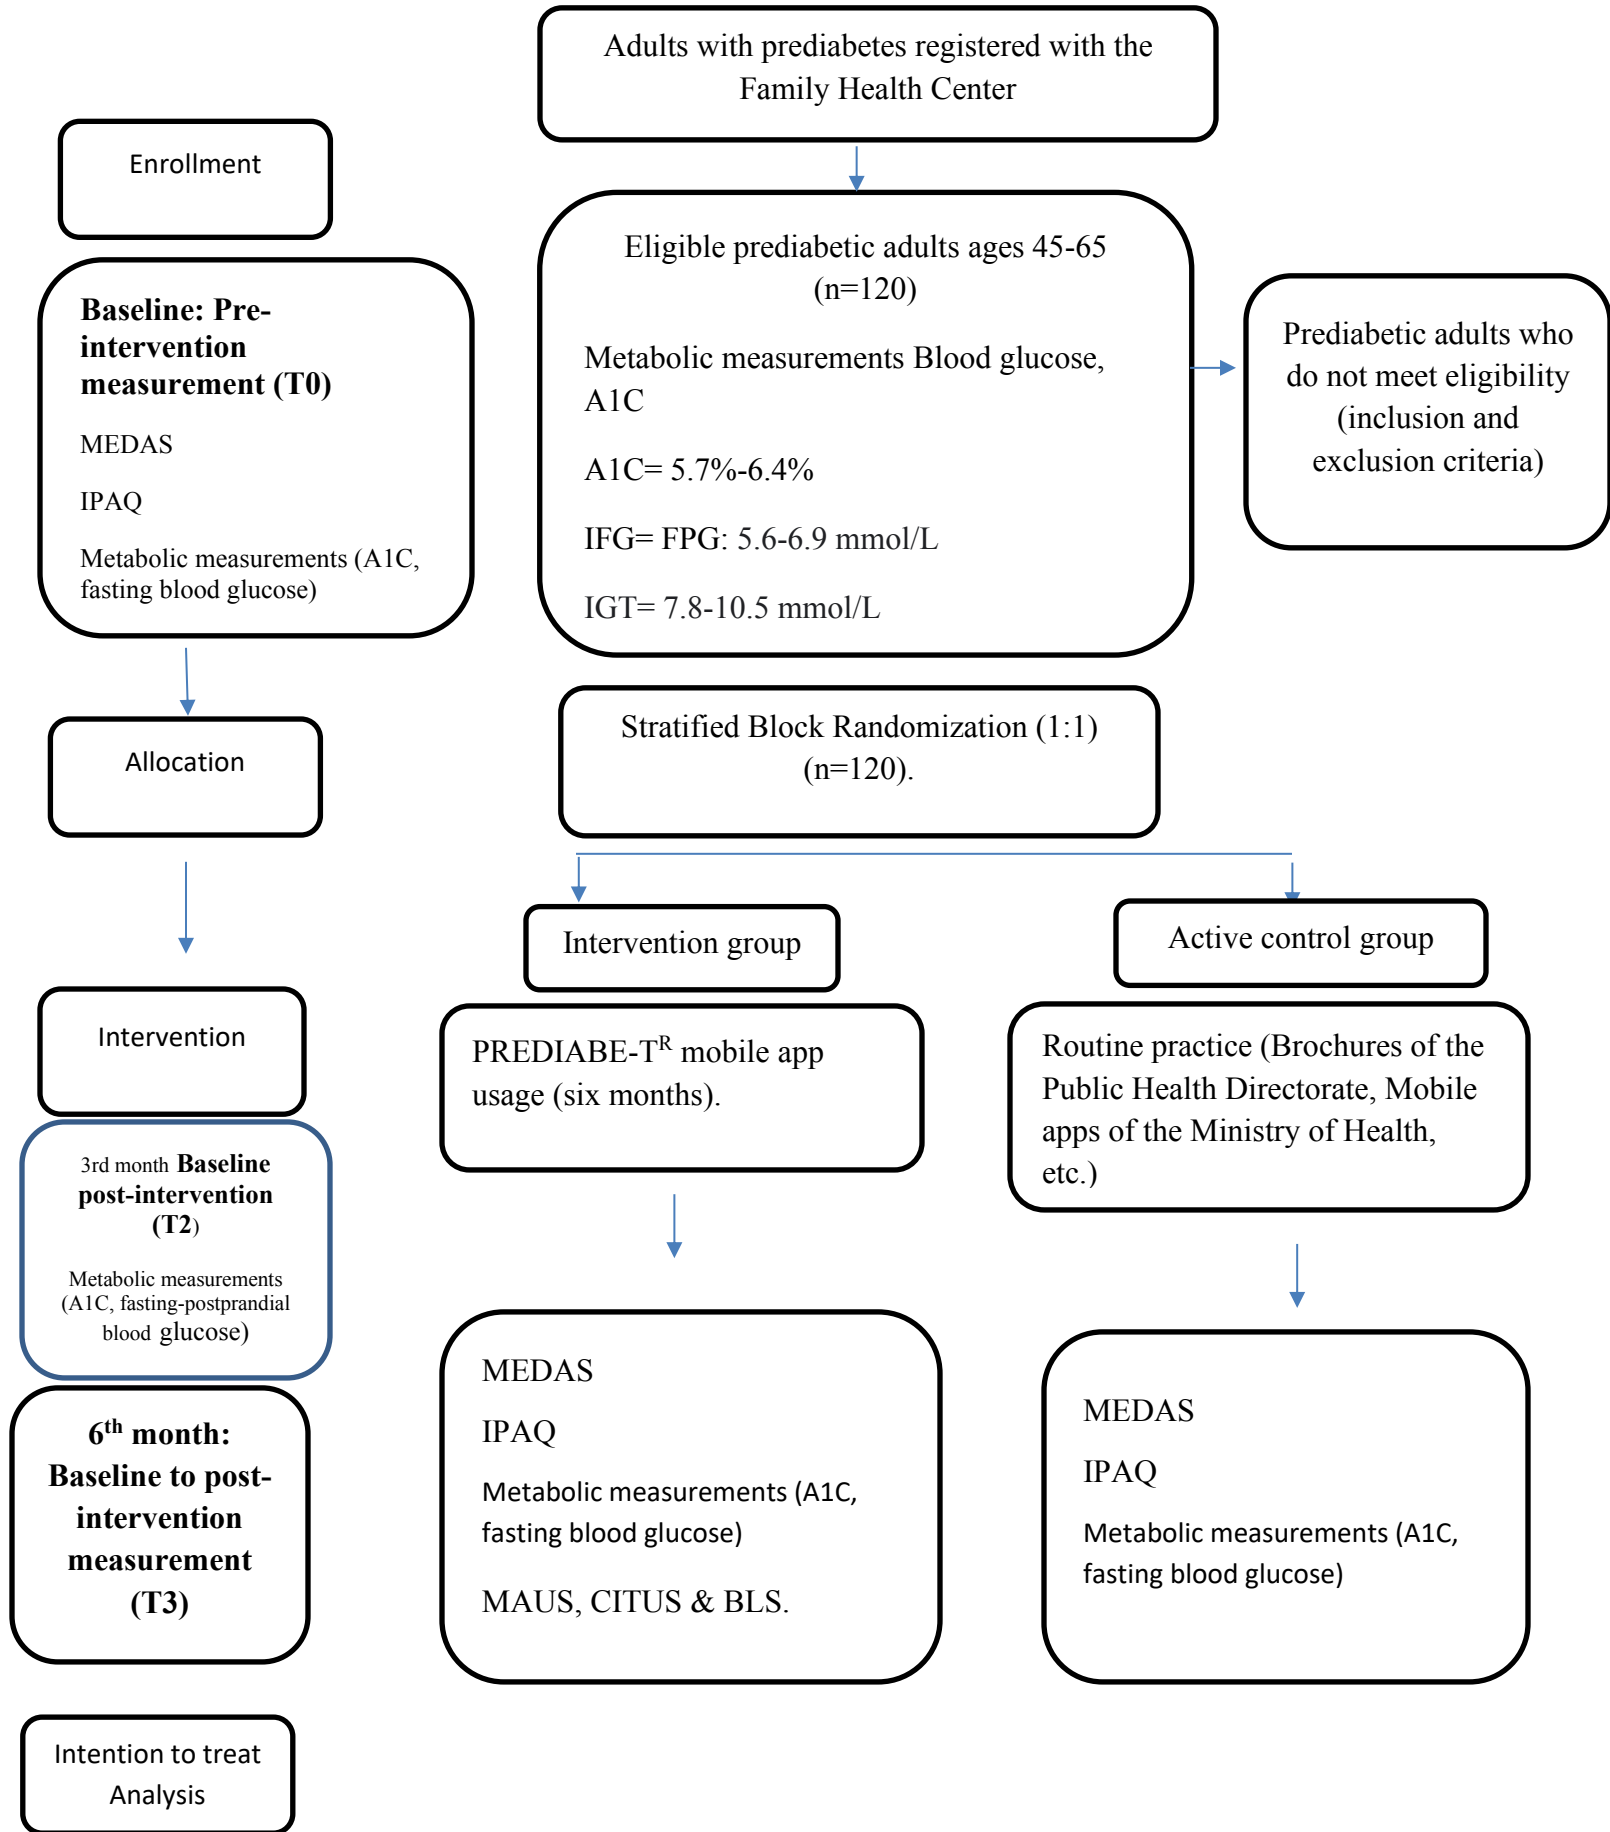 Adults with prediabetes registered with the
Family Health Center
Enrollment
Baseline: Pre-
intervention
measurement (T0)
MEDAS
IPAQ
Metabolic measurements (A1C,
fasting blood glucose)
Eligible prediabetic adults ages 45-65
(n=120)
Metabolic measurements Blood glucose,
A1C
A1C= 5.7%-6.4%
IFG= FPG: 5.6-6.9 mmol/L
IGT= 7.8-10.5 mmol/L
Prediabetic adults who
do not meet eligibility
(inclusion and
exclusion criteria)
Allocation
Stratified Block Randomization (1:1)
(n=120).
Intervention group
Active control group
Intervention
PREDIABE-TR mobile app
usage (six months).
Routine practice (Brochures of the
Public Health Directorate, Mobile
apps of the Ministry of Health,
etc.)
3rd month Baseline
post-intervention
(T2)
Metabolic measurements
(A1C, fasting-postprandial
blood glucose)
6th month:
Baseline to post-
intervention
measurement
(T3)
MEDAS
IPAQ
Metabolic measurements (A1C,
fasting blood glucose)
MAUS, CITUS & BLS.
MEDAS
IPAQ
Metabolic measurements (A1C,
fasting blood glucose)
Intention to treat
Analysis